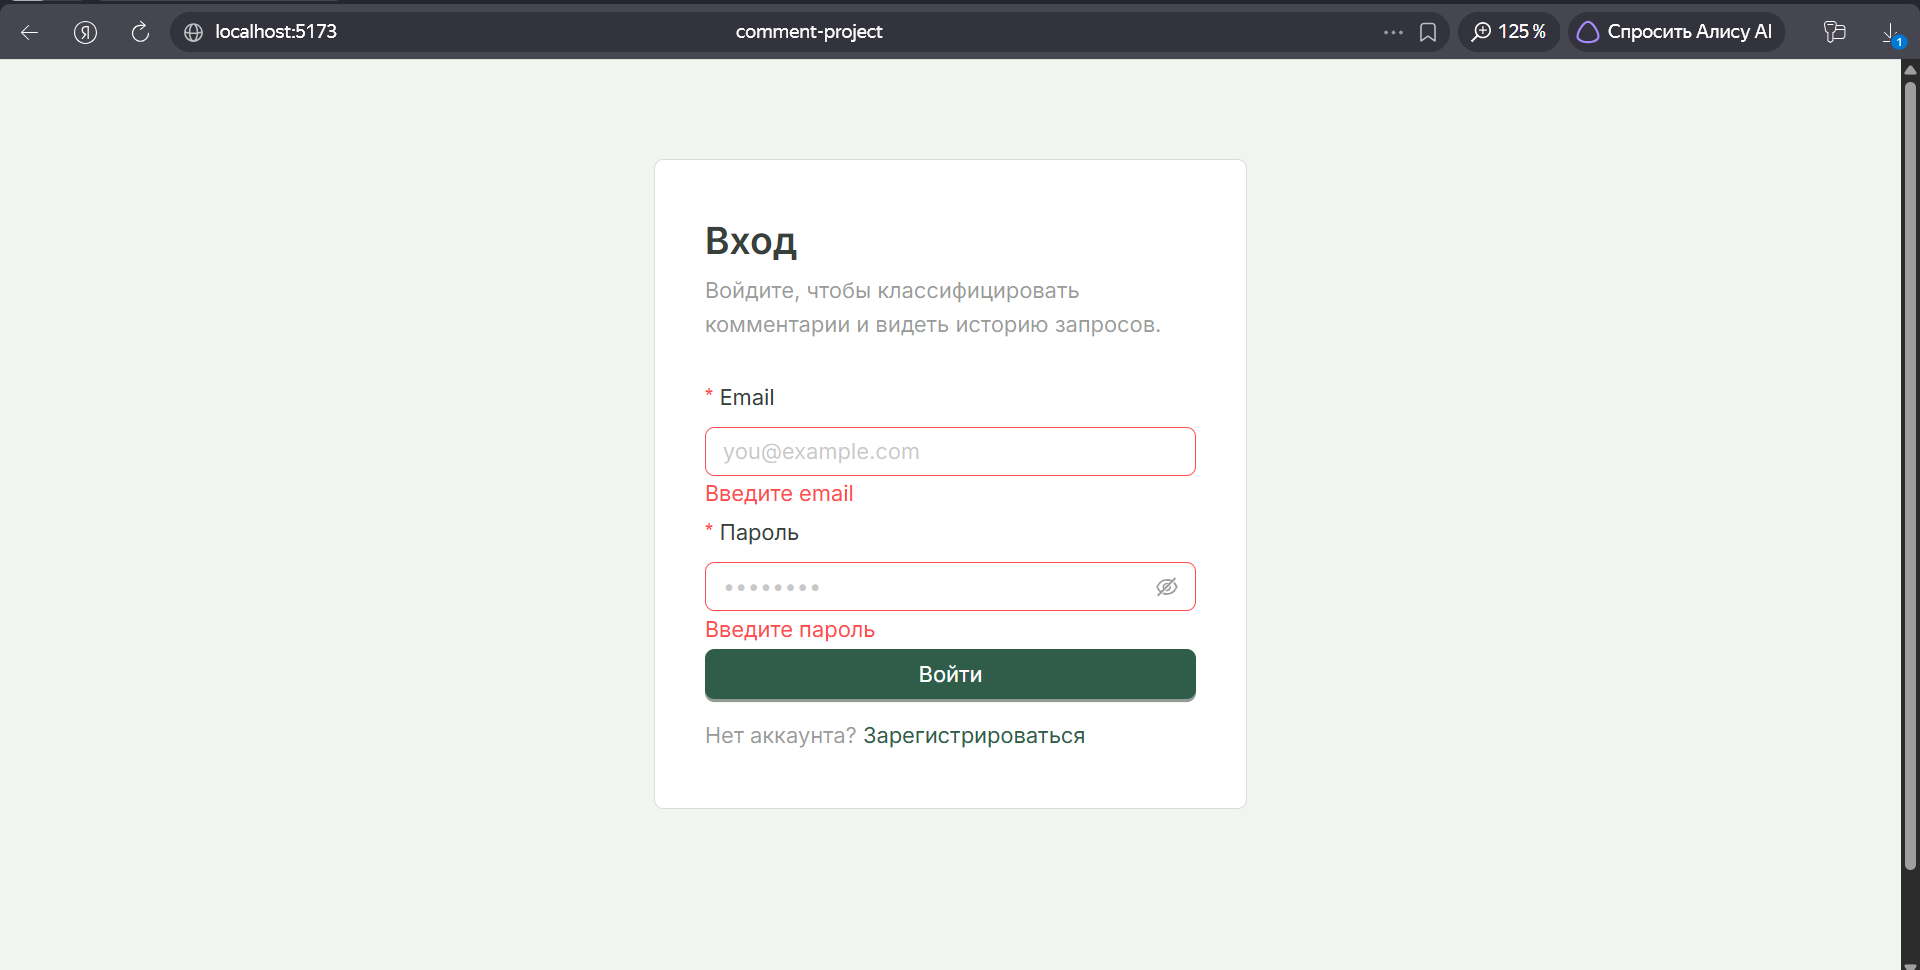 Я
localhost:5173
comment-project
125 %
Спросить Алису AI
1
Вход
Войдите, чтобы классифицировать
комментарии и видеть историю запросов.
* Email
you@example.com
Введите email
* Пароль
••••••••
Введите пароль
Войти
Нет аккаунта? Зарегистрироваться